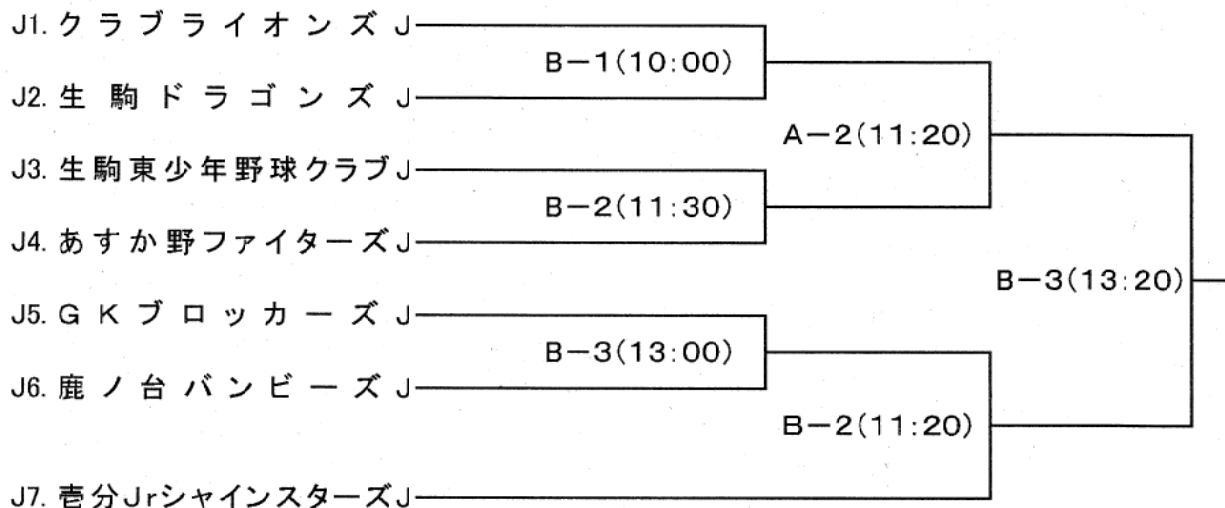 J1. クラブライオンズJ
B-1(10:00)
J2. 生駒ドラゴンズJ
A-2(11:20)
J3. 生駒東少年野球クラブJ
B-2(11:30)
J4. あすか野ファイターズJ
B-3(13:20)
J5. GKブロッカーズJ
B-3(13:00)
J6. 鹿ノ台バンビーズJ
B-2(11:20)
J7. 壱分JrシャインスターズJ